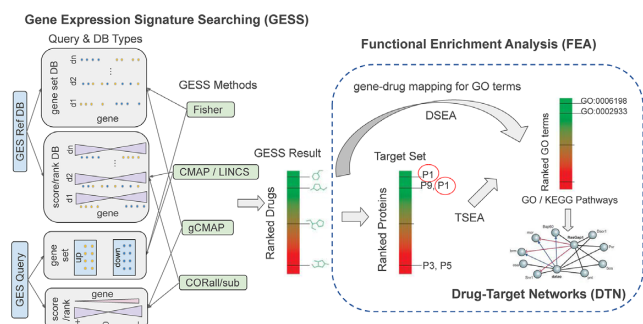 Gene Expression Signature Searching (GESS)
Query & DB Types
Functional Enrichment Analysis (FEA)
GES Ref DB
gene set DB
dn
d2
d1
gene
GESS Methods
Fisher
gene-drug mapping for GO terms
DSEA
GO:0006198
GO:0002933
Ranked GO terms
score/rank DB
dn
d2
d1
gene
CMAP / LINCS
GESS Result
Ranked Drugs
Target Set
P1
P9, P1
Ranked Proteins
TSEA
P3, P5
gCMAP
GO / KEGG Pathways
GES Query
gene set
up
down
CORall/sub
gene
score
/rank
Drug-Target Networks (DTN)